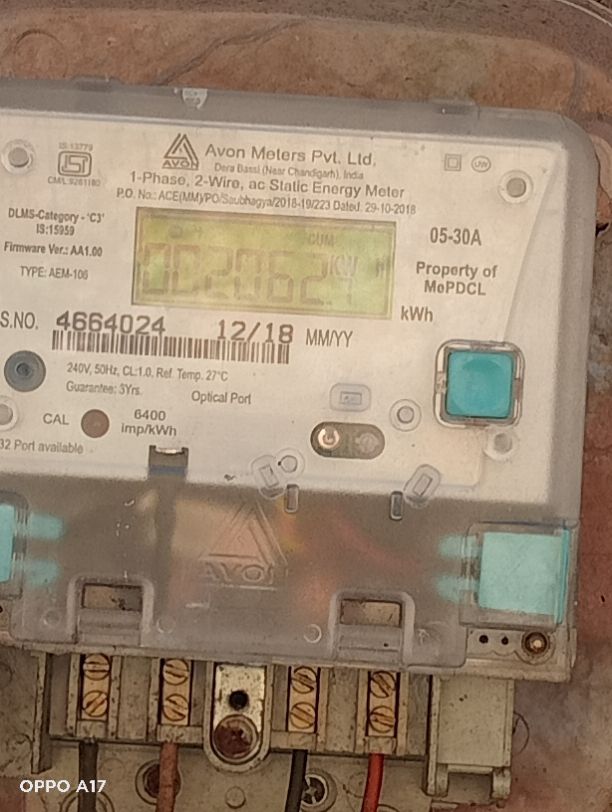 IS:13779
CM/L 9261180
AVON
Avon Meters Pvt. Ltd.
Dera Bassi (Near Chandigarh), India
1-Phase, 2-Wire, ac Static Energy Meter
P.O. No.: ACE(MM)/PO/Saubhagya/2018-19/223 Dated. 29-10-2018
DLMS-Category - 'C3'
IS:15959
Firmware Ver.: AA1.00
TYPE: AEM-106
CUM
KW
05-30A
Property of
MePDCL
kWh
S.NO. 4664024 12/18 MM/YY
240V, 50Hz, CL:1.0, Ref. Temp. 27°C
Guarantee: 3Yrs.
Optical Port
CAL
6400
imp/kWh
32 Port available
AVON
OPPO A17